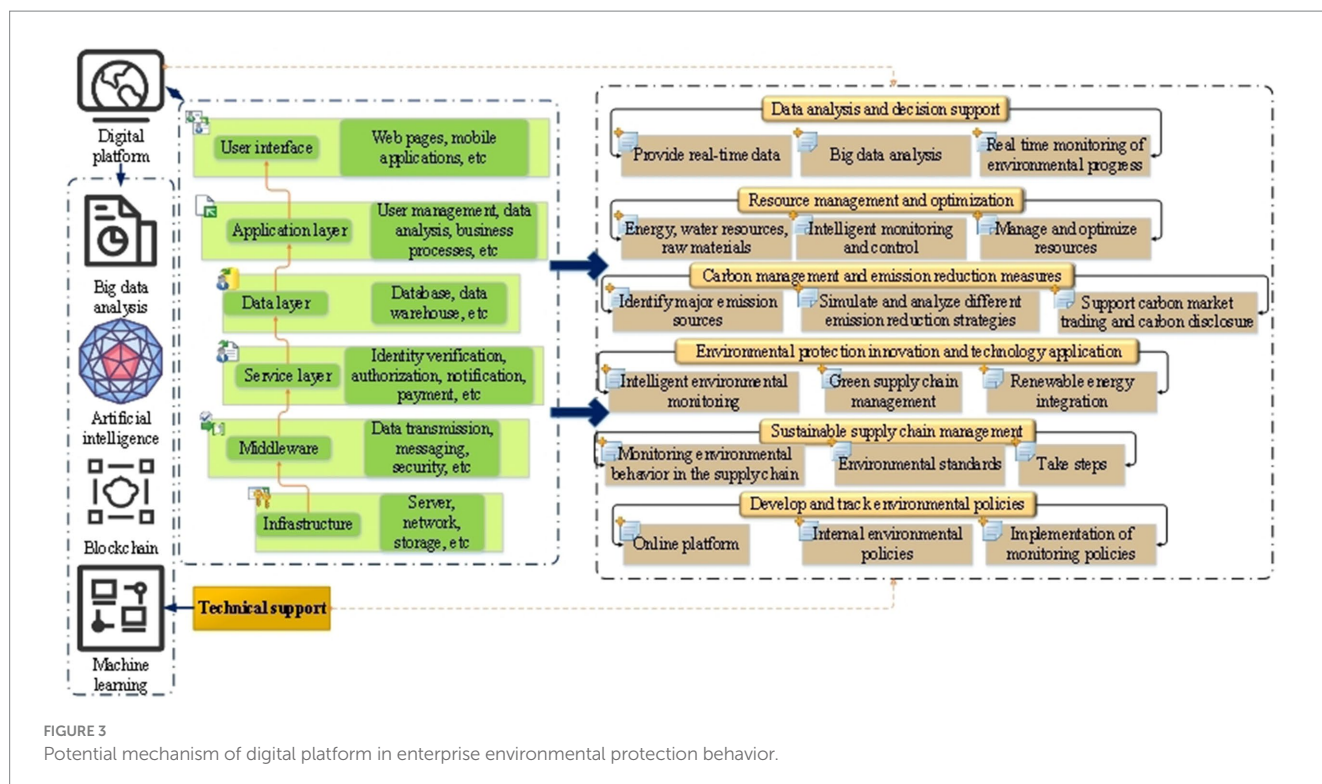 Digital
platform
Big data
analysis
Artificial
intelligence
Blockchain
Machine
learning
User interface
Web pages, mobile
applications, etc
Application layer
User management, data
analysis, business
processes, etc
Data layer
Database, data
warehouse, etc
Service layer
Identity verification,
authorization, notification,
payment, etc
Middleware
Data transmission,
messaging,
security, etc
Infrastructure
Server,
network,
storage, etc
Technical support
Data analysis and decision support
Provide real-time data
Big data analysis
Real time monitoring of
environmental progress
Resource management and optimization
Energy, water resources,
raw materials
Intelligent monitoring
and control
Manage and optimize
resources
Carbon management and emission reduction measures
Identify major emission
sources
Simulate and analyze different
emission reduction strategies
Support carbon market
trading and carbon disclosure
Environmental protection innovation and technology application
Intelligent environmental
monitoring
Green supply chain
management
Renewable energy
integration
Sustainable supply chain management
Monitoring environmental
behavior in the supply chain
Environmental standards
Take steps
Develop and track environmental policies
Online platform
Internal environmental
policies
Implementation of
monitoring policies
FIGURE 3
Potential mechanism of digital platform in enterprise environmental protection behavior.